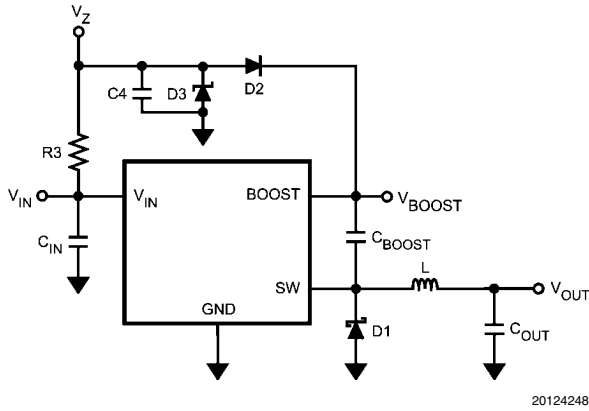 VZ
C4
D3
D2
R3
VIN
VIN
BOOST
VBOOST
CIN
CBOOST
SW
L
VOUT
GND
D1
COUT
20124248